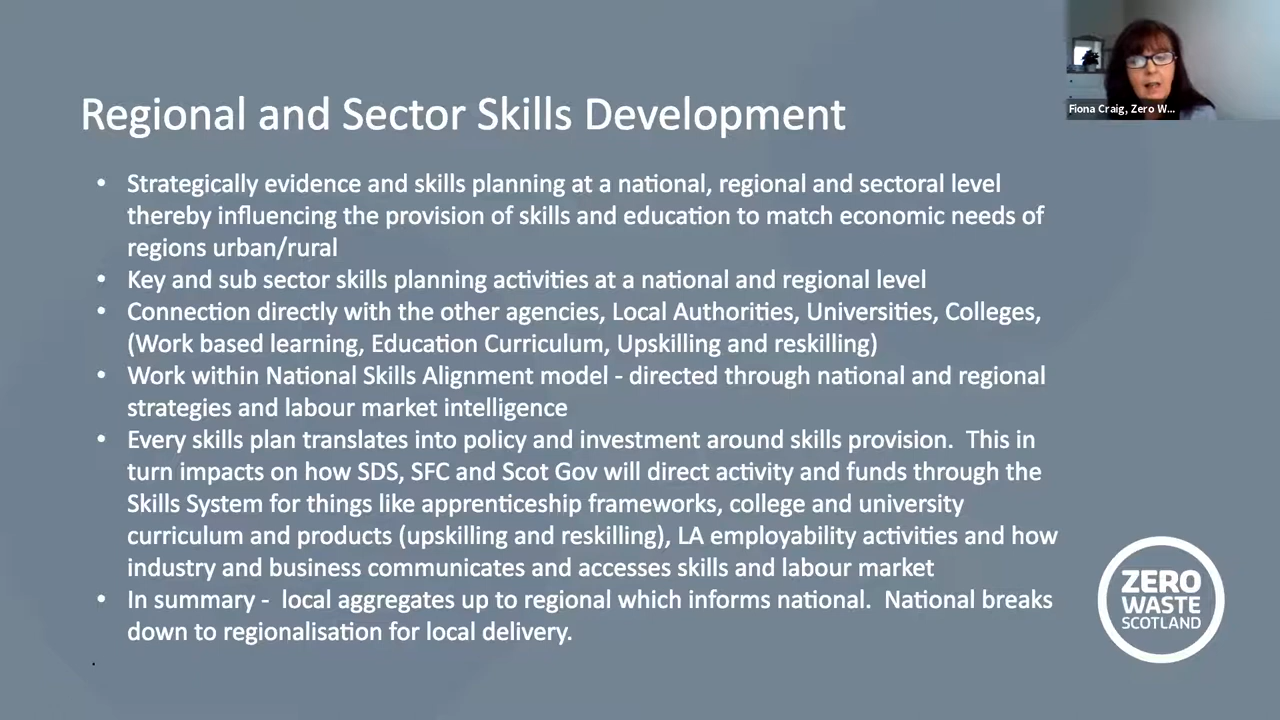 Fiona Craig, Zero W...
Regional and Sector Skills Development
• Strategically evidence and skills planning at a national, regional and sectoral level
thereby influencing the provision of skills and education to match economic needs of
regions urban/rural
• Key and sub sector skills planning activities at a national and regional level
• Connection directly with the other agencies, Local Authorities, Universities, Colleges,
(Work based learning, Education Curriculum, Upskilling and reskilling)
• Work within National Skills Alignment model - directed through national and regional
strategies and labour market intelligence
• Every skills plan translates into policy and investment around skills provision.  This in
turn impacts on how SDS, SFC and Scot Gov will direct activity and funds through the
Skills System for things like apprenticeship frameworks, college and university
curriculum and products (upskilling and reskilling), LA employability activities and how
industry and business communicates and accesses skills and labour market
• In summary -  local aggregates up to regional which informs national.  National breaks
down to regionalisation for local delivery.
.
ZERO
WASTE
SCOTLAND